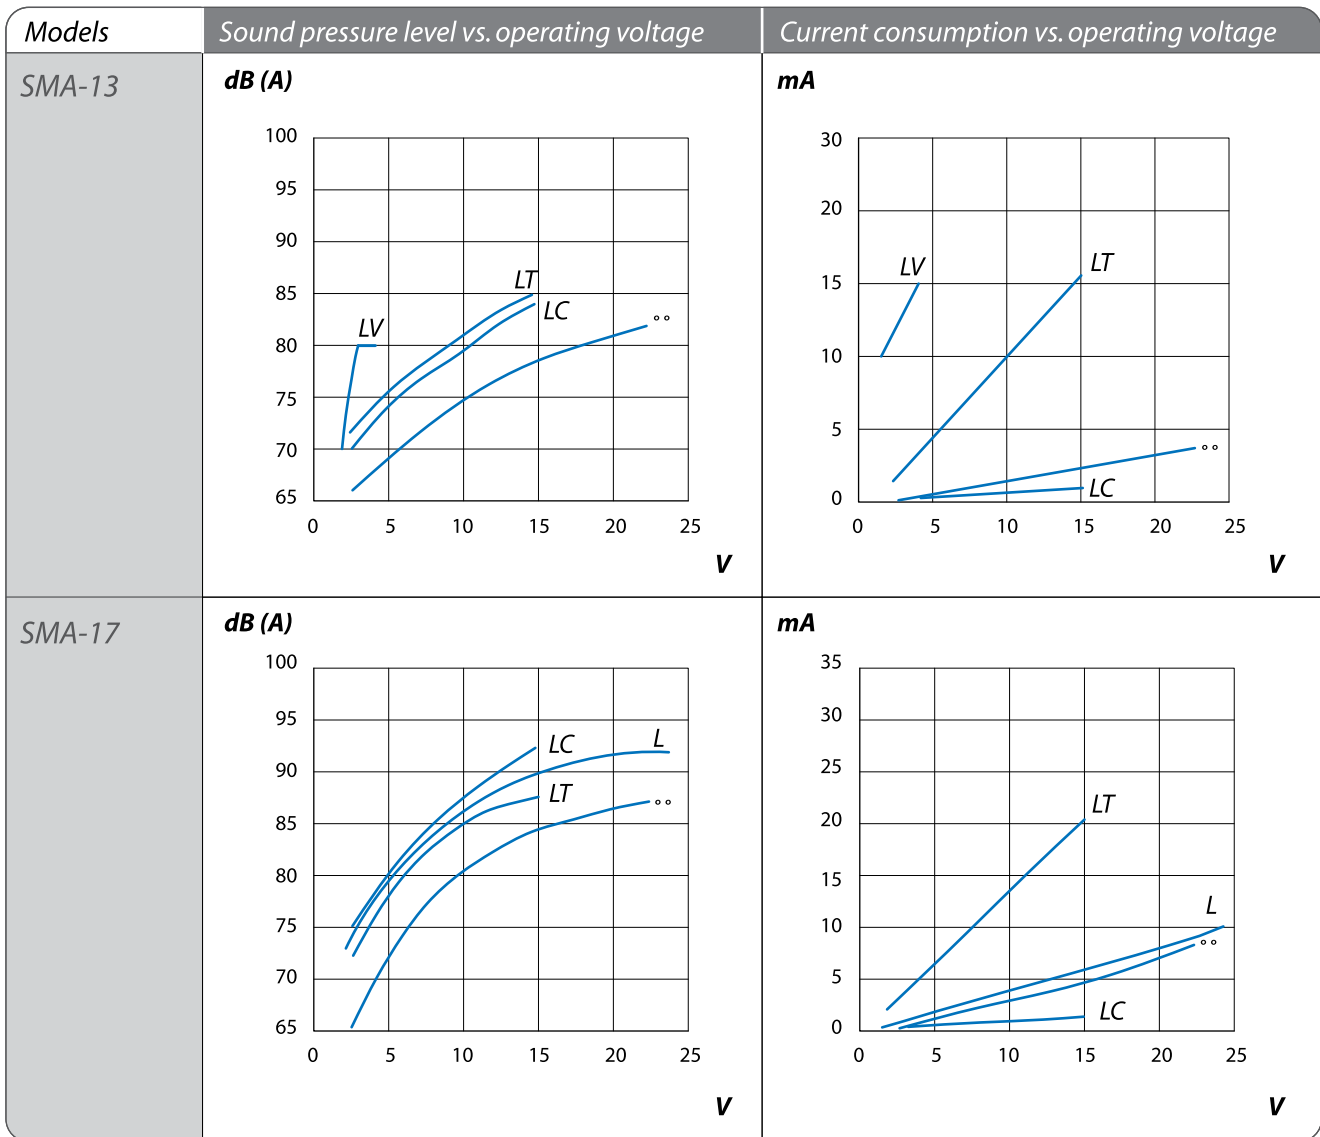 Models
Sound pressure level vs. operating voltage
Current consumption vs. operating voltage
SMA-13
dB (A)
100
95
90
85
80
75
70
65
LV
LT
LC
°°
0 5 10 15 20 25
V
mA
30
20
15
10
5
0
LV
LT
°°
LC
0 5 10 15 20 25
V
SMA-17
dB (A)
100
95
90
85
80
75
70
65
LC
L
LT
°°
0 5 10 15 20 25
V
mA
35
30
25
20
15
10
5
0
LT
L
°°
LC
0 5 10 15 20 25
V